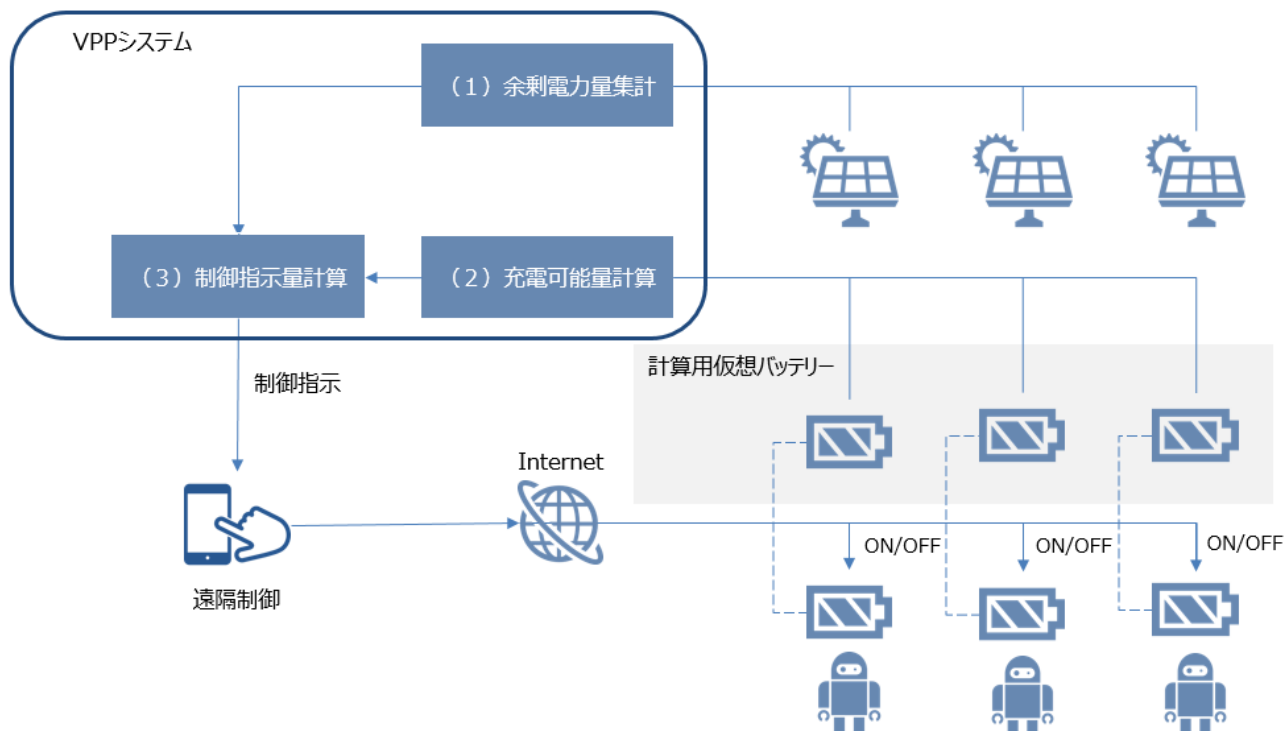 VPPシステム
（１）余剰電力量集計
（３）制御指示量計算
（２）充電可能量計算
計算用仮想バッテリー
制御指示
Internet
ON/OFF
ON/OFF
ON/OFF
遠隔制御